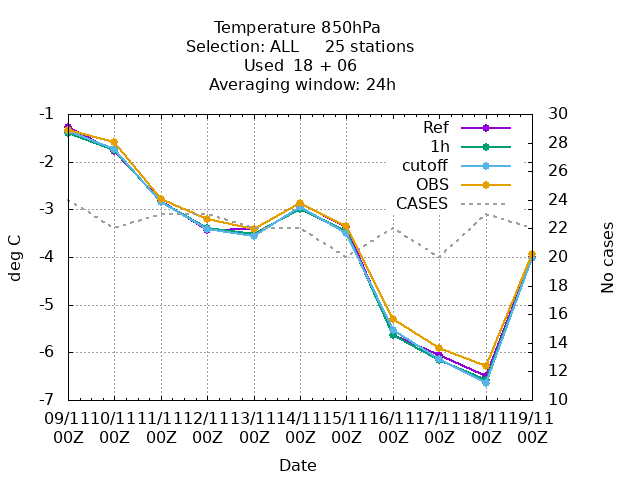 Temperature 850hPa
Selection: ALL 25 stations
Used 18 + 06
Averaging window: 24h
-1
-2
-3
-4
-5
-6
-7
deg C
30
28
26
24
22
20
18
16
14
12
10
No cases
Ref
1h
cutoff
OBS
CASES
09/11 10/11 11/11 12/11 13/11 14/11 15/11 16/11 17/11 18/11 19/11
00Z 00Z 00Z 00Z 00Z 00Z 00Z 00Z 00Z 00Z 00Z
Date